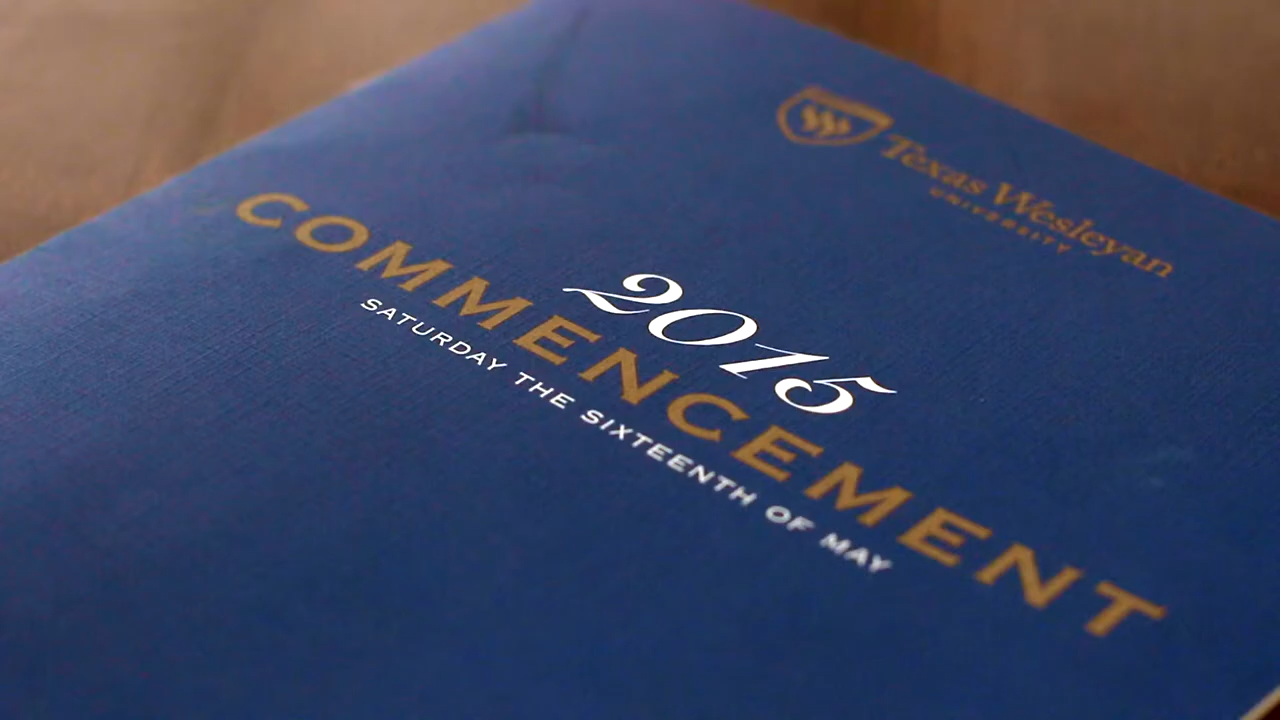 Texas Wesleyan
UNIVERSITY
2015
COMMENCEMENT
SATURDAY THE SIXTEENTH OF MAY